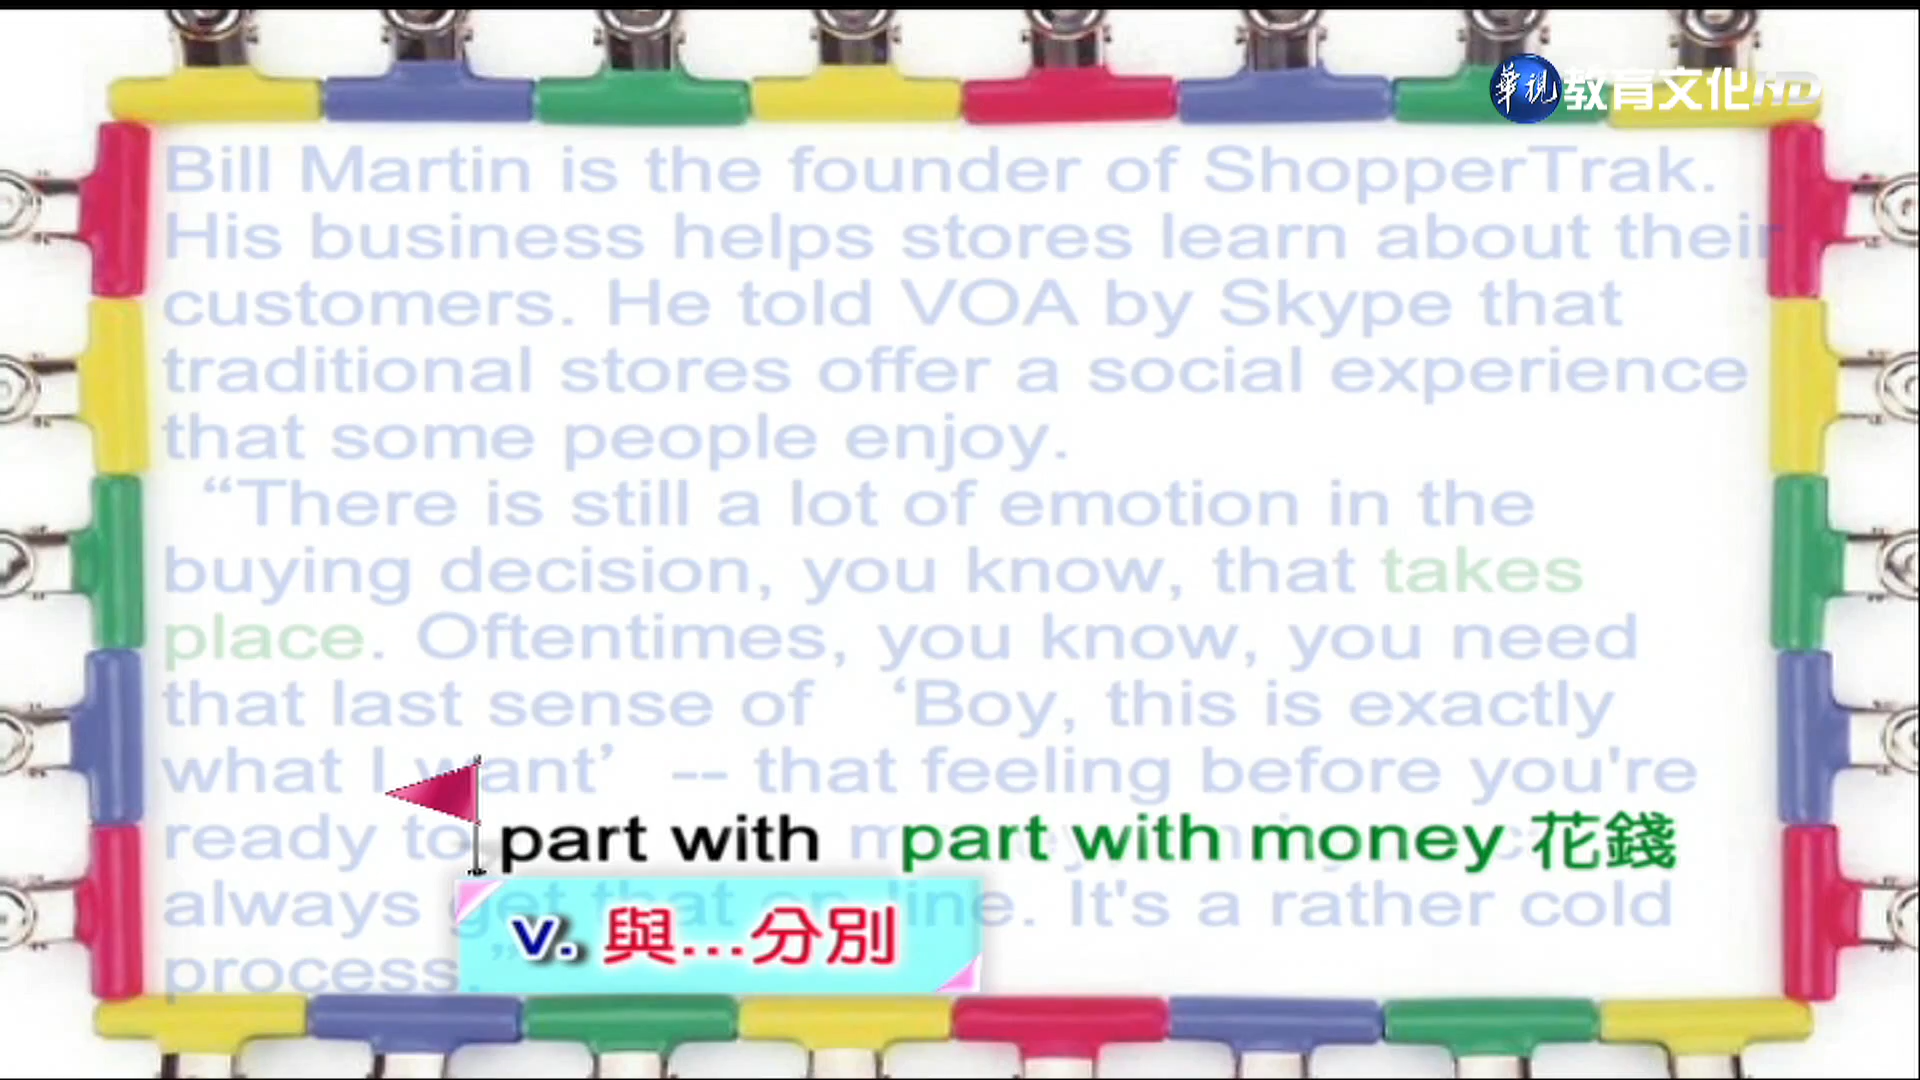 華視 教育文化HD
Bill Martin is the founder of ShopperTrak.
His business helps stores learn about their
customers. He told VOA by Skype that
traditional stores offer a social experience
that some people enjoy.
“There is still a lot of emotion in the
buying decision, you know, that takes
place. Oftentimes, you know, you need
that last sense of ‘Boy, this is exactly
what I want’ -- that feeling before you're
ready to
part with part with money 花錢
always get that on line. It's a rather cold
v. 與...分別
process.”